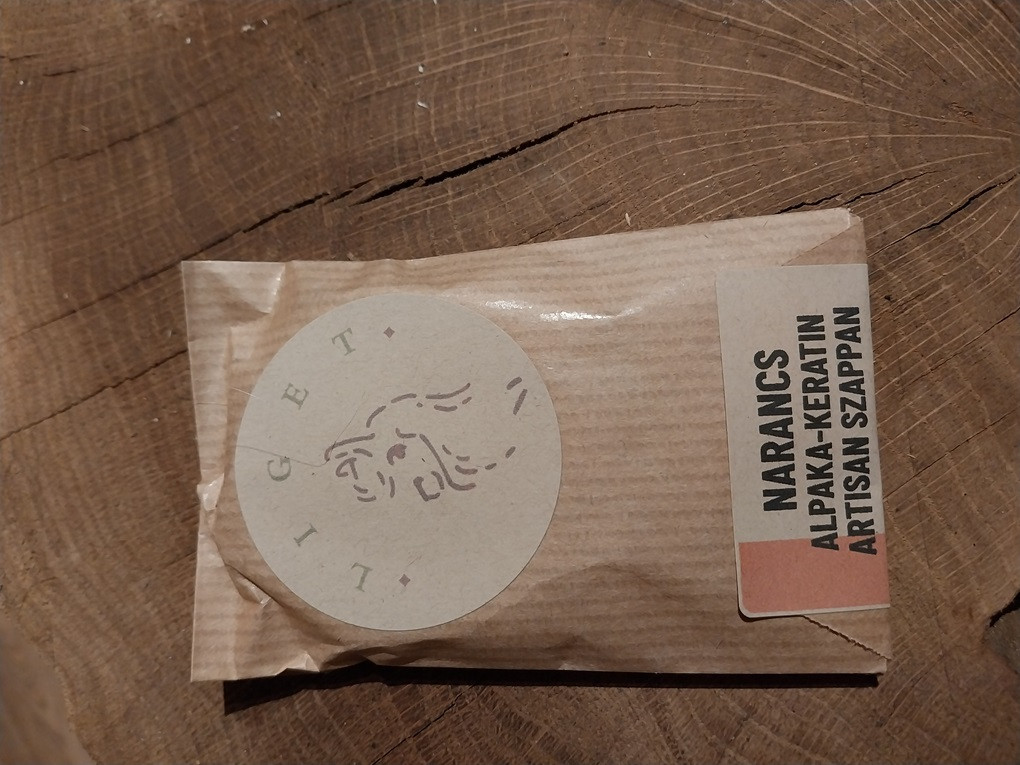 LIGET
NARANCS
ALPAKA-KERATIN
ARTISAN SZAPPAN